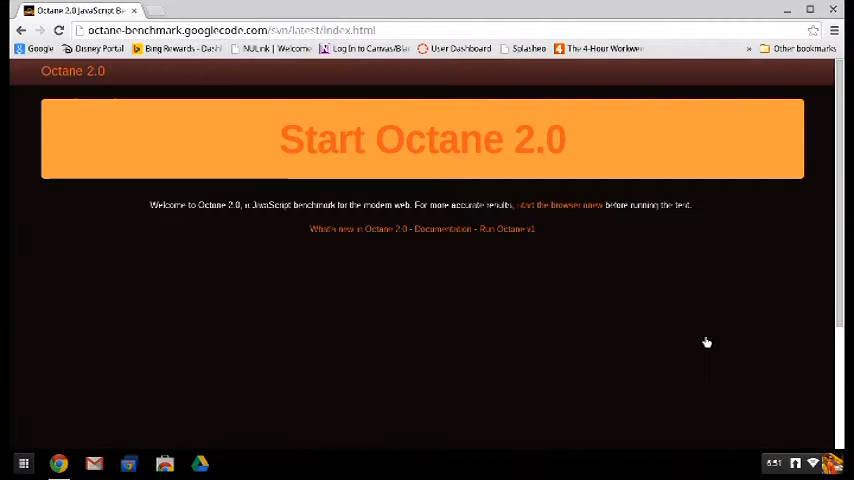 Octane 2.0 JavaScript Be
octane-benchmark.googlecode.com/svn/latest/index.html
Google Disney Portal Bing Rewards - Dash NULink | Welcome Log In to Canvas/Bla User Dashboard Splasheo The 4-Hour Workwe » Other bookmarks
Octane 2.0
Start Octane 2.0
Welcome to Octane 2.0, a JavaScript benchmark for the modern web. For more accurate results, start the browser anew before running the test.
What's new in Octane 2.0 - Documentation - Run Octane v1
6:51